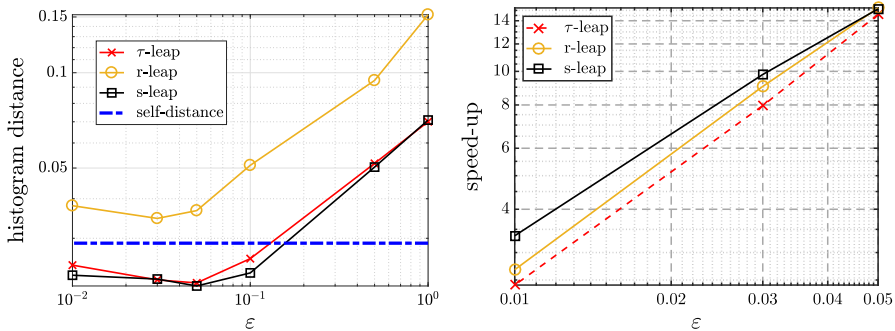 0.15
0.1
0.05
histogram distance
τ-leap
r-leap
s-leap
self-distance
10⁻²
10⁻¹
10⁰
ε
14
12
10
8
6
4
speed-up
τ-leap
r-leap
s-leap
0.01
0.02
0.03
0.04
0.05
ε